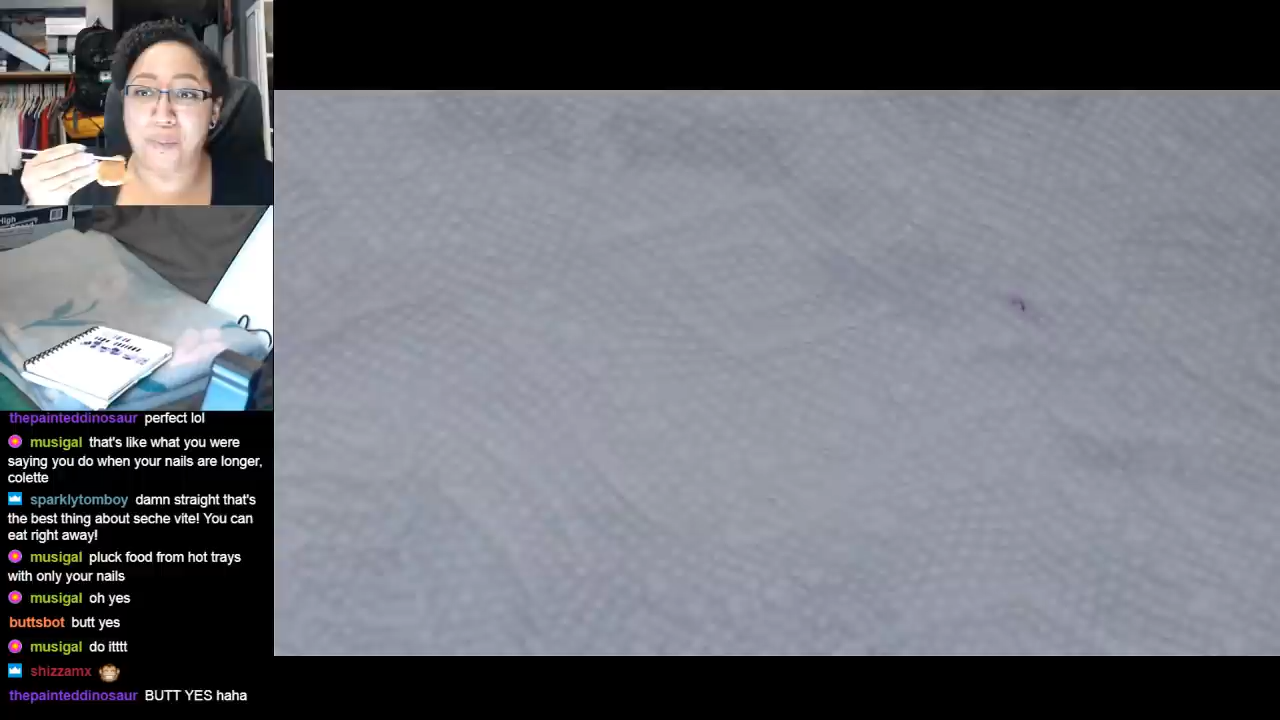 High
thepainteddinosaur perfect lol
musigal that's like what you were
saying you do when your nails are longer,
colette
sparklytomboy damn straight that's
the best thing about seche vite! You can
eat right away!
musigal pluck food from hot trays
with only your nails
musigal oh yes
buttsbot butt yes
musigal do itttt
shizzamx
thepainteddinosaur BUTT YES haha